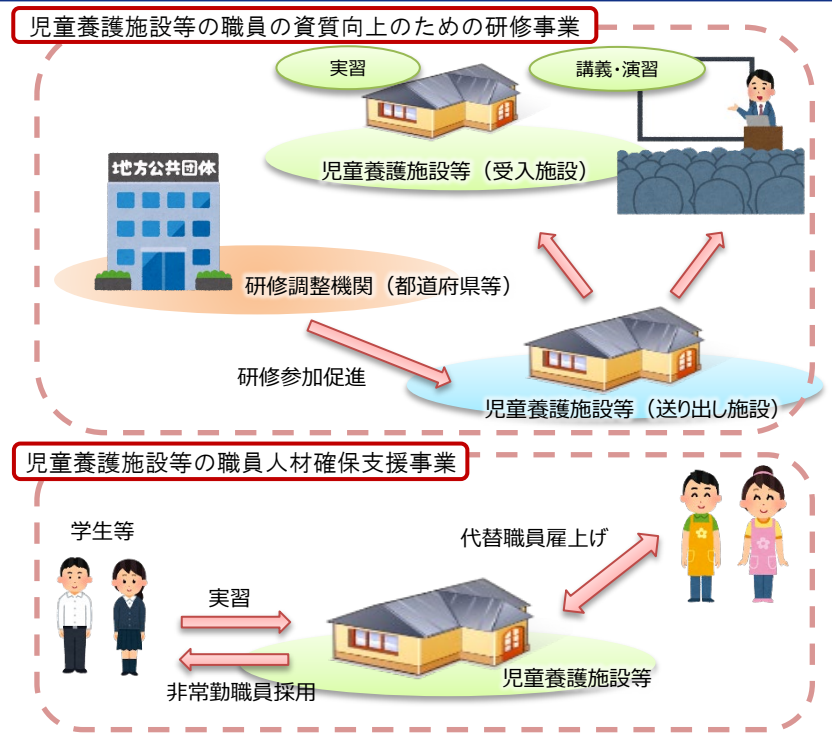 児童養護施設等の職員の資質向上のための研修事業
実習
講義・演習
児童養護施設等（受入施設）
地方公共団体
研修調整機関（都道府県等）
研修参加促進
児童養護施設等（送り出し施設）
児童養護施設等の職員人材確保支援事業
学生等
代替職員雇上げ
実習
児童養護施設等
非常勤職員採用